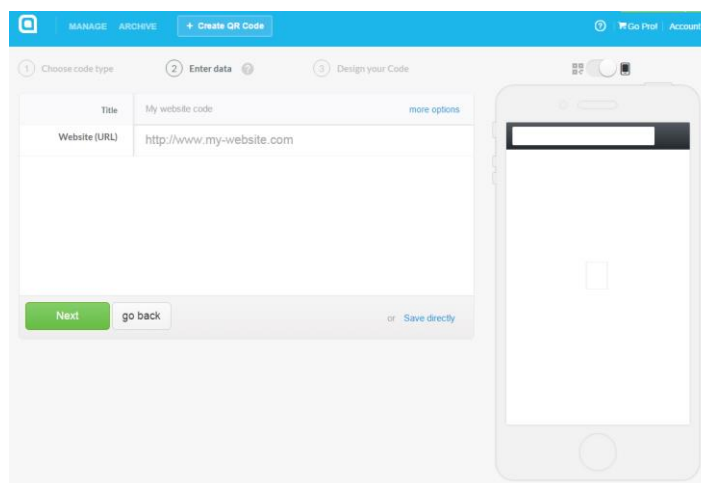 MANAGE ARCHIVE + Create QR Code ? Go Pro! Account
1 Choose code type 2 Enter data ? 3 Design your Code
Title My website code more options
Website (URL) http://www.my-website.com
Next go back or Save directly